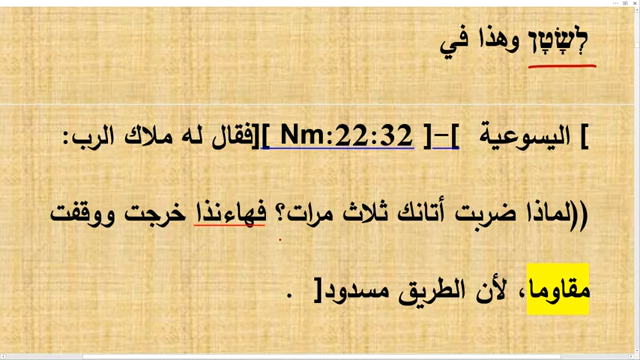 לְשָׂטָן וهذا في
] اليسوعية ]-[ Nm:22:32 ][فقال له ملاك الرب:
((لماذا ضربت أتانك ثلاث مرات؟ فهاءنذا خرجت ووقفت
مقاوما، لأن الطريق مسدود[ .